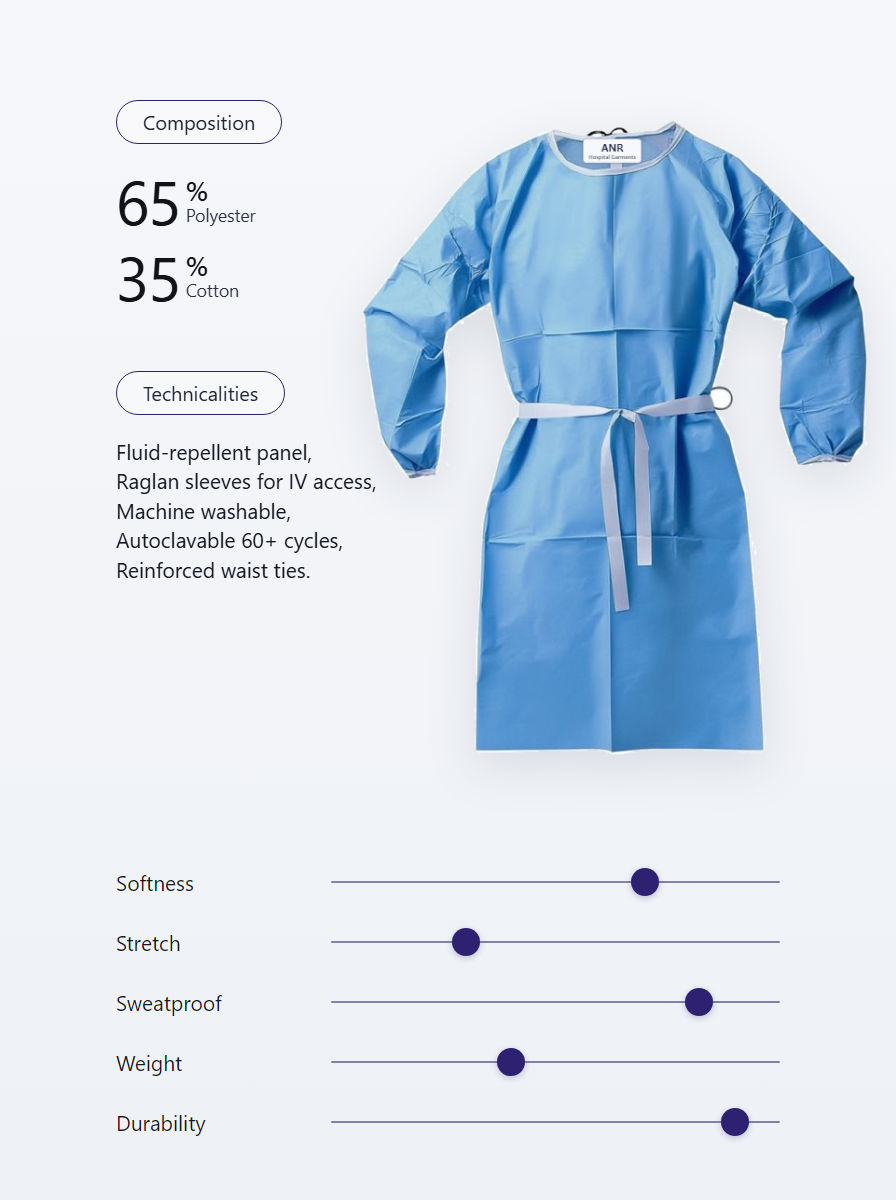 Composition
65 %
Polyester
35 %
Cotton
Technicalities
Fluid-repellent panel,
Raglan sleeves for IV access,
Machine washable,
Autoclavable 60+ cycles,
Reinforced waist ties.
ANR
Hospital Garments
Softness
Stretch
Sweatproof
Weight
Durability